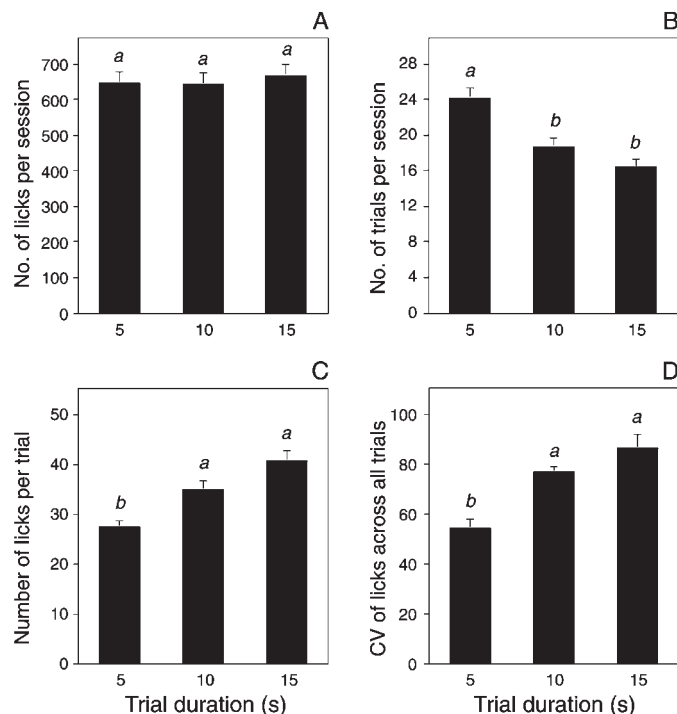 A
No. of licks per session
700
600
500
400
300
200
100
0
a
a
a
5 10 15
B
No. of trials per session
28
24
20
16
12
8
4
0
a
b
b
5 10 15
C
Number of licks per trial
50
40
30
20
10
0
b
a
a
5 10 15
Trial duration (s)
D
CV of licks across all trials
100
80
60
40
20
0
b
a
a
5 10 15
Trial duration (s)